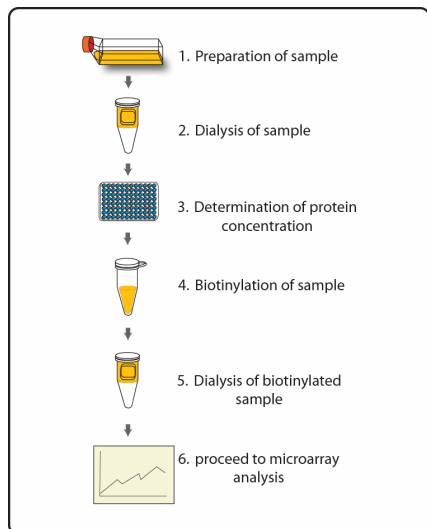 1. Preparation of sample
2. Dialysis of sample
3. Determination of protein
concentration
4. Biotinylation of sample
5. Dialysis of biotinylated
sample
6. proceed to microarray
analysis